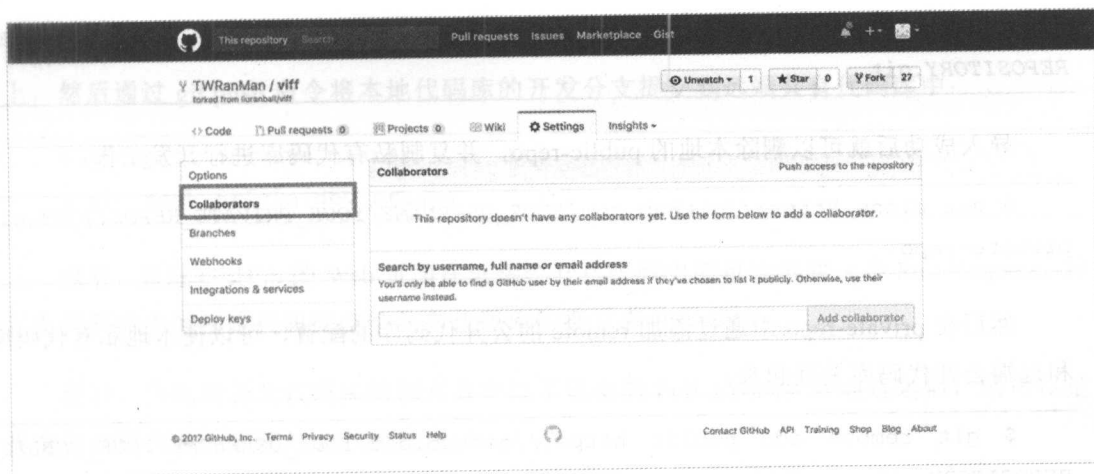 This repository Search Pull requests Issues Marketplace Gist
TWRanMan / viff
forked from liuranball/viff
Unwatch 1 Star 0 Fork 27
Code Pull requests 0 Projects 0 Wiki Settings Insights
Options
Collaborators
Branches
Webhooks
Integrations & services
Deploy keys
Collaborators
Push access to the repository
This repository doesn't have any collaborators yet. Use the form below to add a collaborator.
Search by username, full name or email address
You'll only be able to find a GitHub user by their email address if they've chosen to list it publicly. Otherwise, use their
username instead.
Add collaborator
© 2017 GitHub, Inc. Terms Privacy Security Status Help
Contact GitHub API Training Shop Blog About